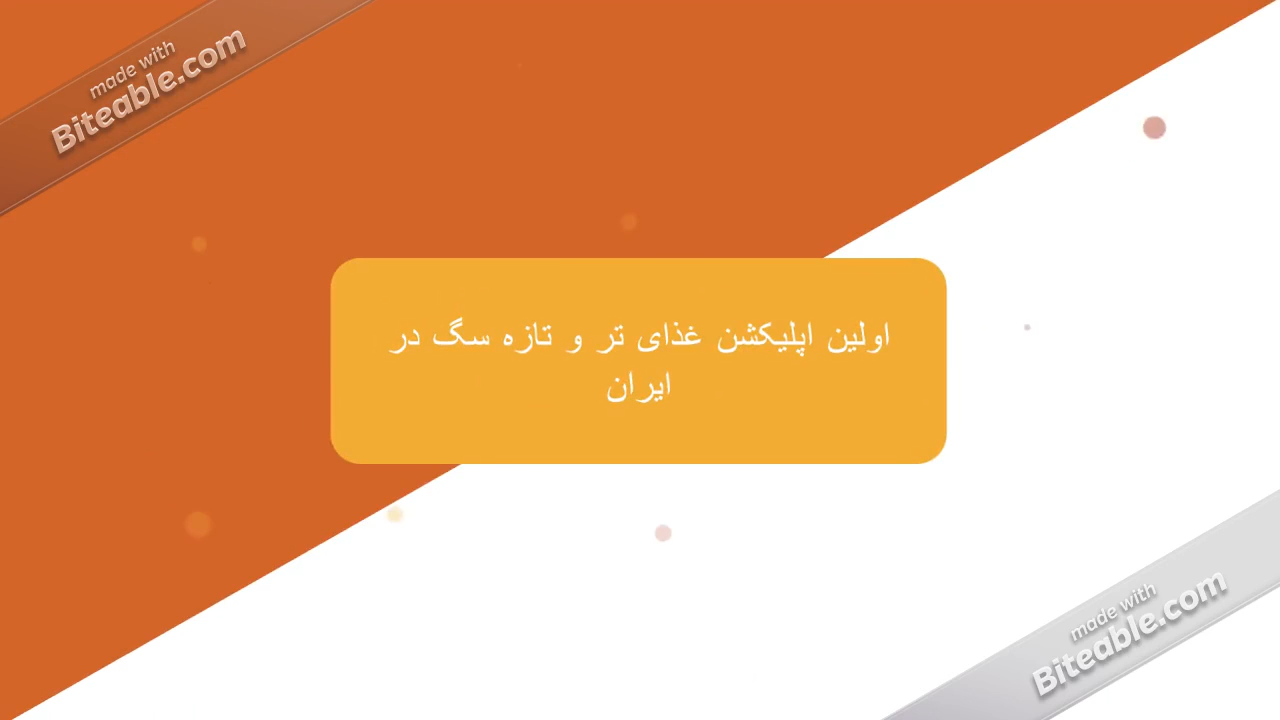 made with
Biteable.com
اولین اپلیکشن غذای تر و تازه سگ در
ایران
made with
Biteable.com